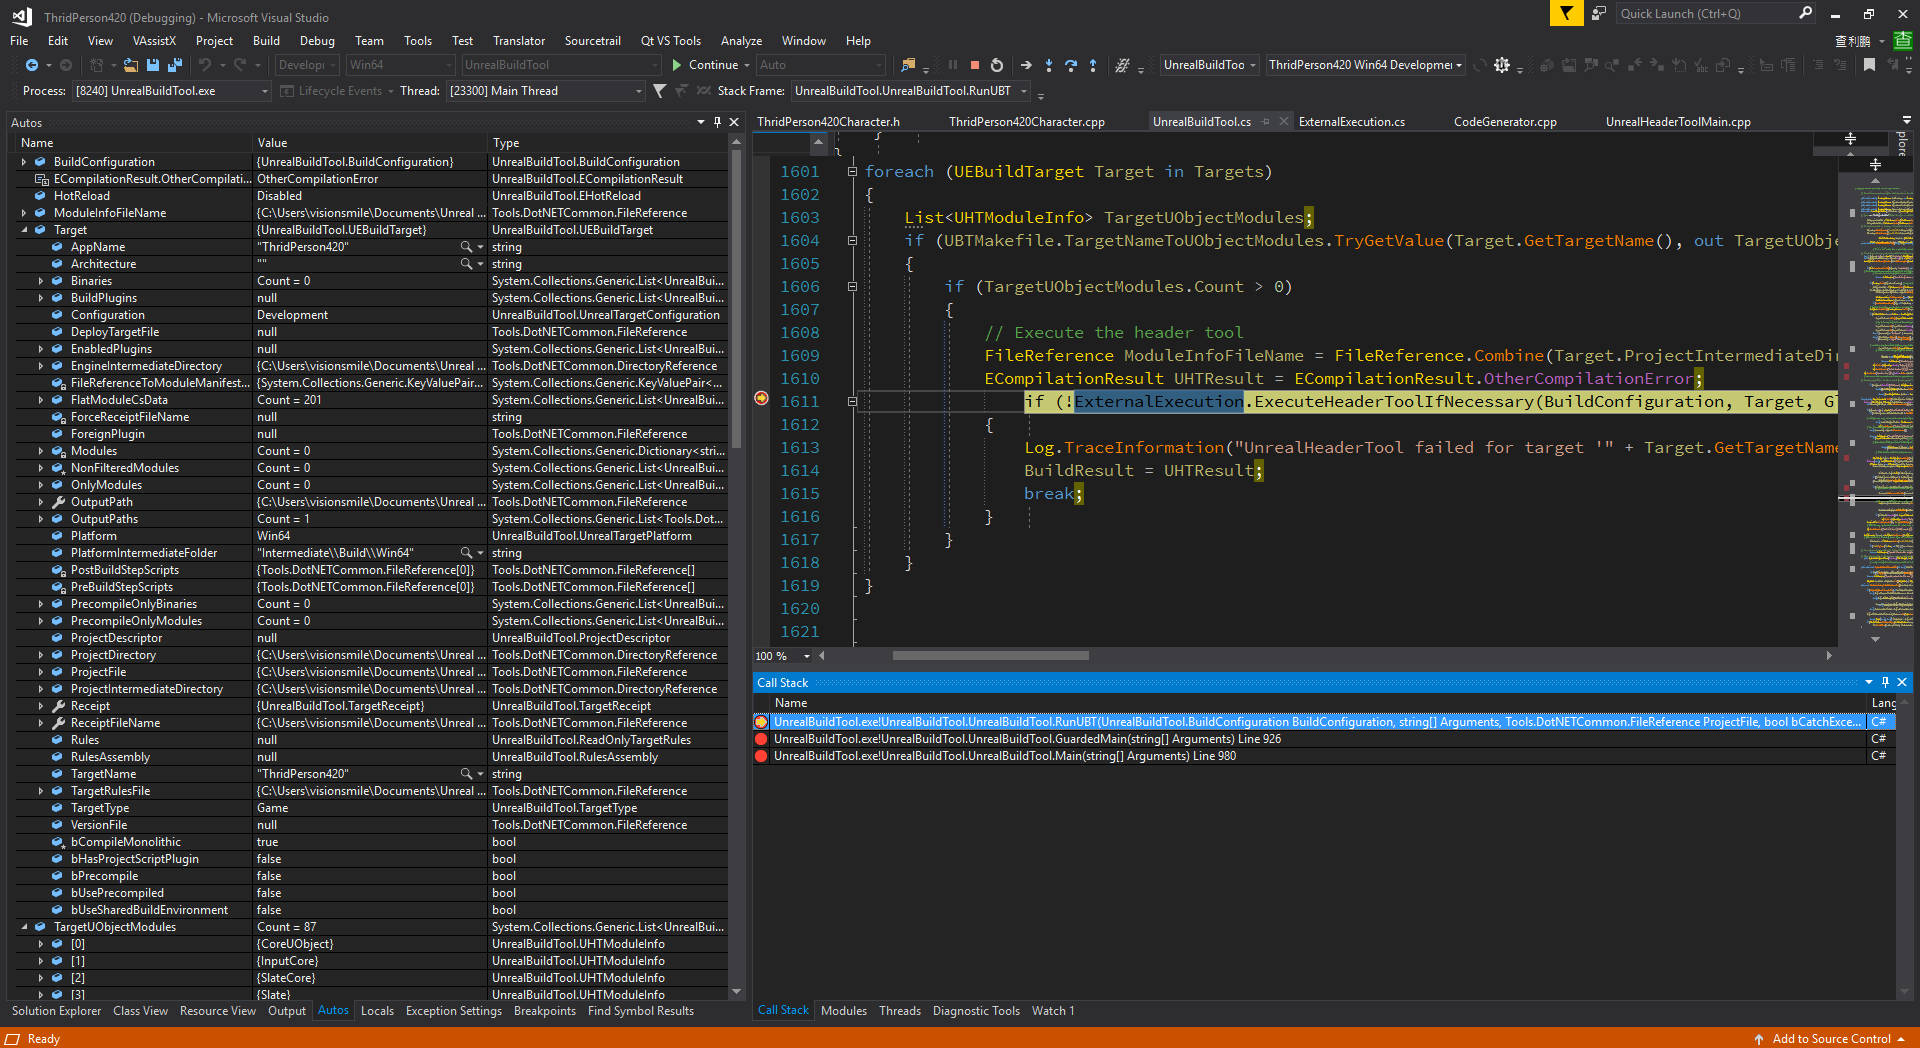 ThridPerson420 (Debugging) - Microsoft Visual Studio
Quick Launch (Ctrl+Q)
File Edit View VAssistX Project Build Debug Team Tools Test Translator Sourcetrail Qt VS Tools Analyze Window Help
查利鹏 查
Developi Win64 UnrealBuildTool Continue Auto UnrealBuildToo ThridPerson420 Win64 Developmer
Process: [8240] UnrealBuildTool.exe Lifecycle Events Thread: [23300] Main Thread Stack Frame: UnrealBuildTool.UnrealBuildTool.RunUBT
Autos
Name Value Type
BuildConfiguration {UnrealBuildTool.BuildConfiguration} UnrealBuildTool.BuildConfiguration
ECompilationResult.OtherCompilati... OtherCompilationError UnrealBuildTool.ECompilationResult
HotReload Disabled UnrealBuildTool.EHotReload
ModuleInfoFileName {C:\Users\visionsmile\Documents\Unreal ... Tools.DotNETCommon.FileReference
Target {UnrealBuildTool.UEBuildTarget} UnrealBuildTool.UEBuildTarget
AppName "ThridPerson420" string
Architecture "" string
Binaries Count = 0 System.Collections.Generic.List<UnrealBui...
BuildPlugins null System.Collections.Generic.List<UnrealBui...
Configuration Development UnrealBuildTool.UnrealTargetConfiguration
DeployTargetFile null Tools.DotNETCommon.FileReference
EnabledPlugins null System.Collections.Generic.List<UnrealBui...
EngineIntermediateDirectory {C:\Users\visionsmile\Documents\Unreal ... Tools.DotNETCommon.DirectoryReference
FileReferenceToModuleManifest... {System.Collections.Generic.KeyValuePair... System.Collections.Generic.KeyValuePair<...
FlatModuleCsData Count = 201 System.Collections.Generic.List<UnrealBui...
ForceReceiptFileName null string
ForeignPlugin null Tools.DotNETCommon.FileReference
Modules Count = 0 System.Collections.Generic.Dictionary<stri...
NonFilteredModules Count = 0 System.Collections.Generic.List<UnrealBui...
OnlyModules Count = 0 System.Collections.Generic.List<UnrealBui...
OutputPath {C:\Users\visionsmile\Documents\Unreal ... Tools.DotNETCommon.FileReference
OutputPaths Count = 1 System.Collections.Generic.List<Tools.Dot...
Platform Win64 UnrealBuildTool.UnrealTargetPlatform
PlatformIntermediateFolder "Intermediate\\Build\\Win64" string
PostBuildStepScripts {Tools.DotNETCommon.FileReference[0]} Tools.DotNETCommon.FileReference[]
PreBuildStepScripts {Tools.DotNETCommon.FileReference[0]} Tools.DotNETCommon.FileReference[]
PrecompileOnlyBinaries Count = 0 System.Collections.Generic.List<UnrealBui...
PrecompileOnlyModules Count = 0 System.Collections.Generic.List<UnrealBui...
ProjectDescriptor null UnrealBuildTool.ProjectDescriptor
ProjectDirectory {C:\Users\visionsmile\Documents\Unreal ... Tools.DotNETCommon.DirectoryReference
ProjectFile {C:\Users\visionsmile\Documents\Unreal ... Tools.DotNETCommon.FileReference
ProjectIntermediateDirectory {C:\Users\visionsmile\Documents\Unreal ... Tools.DotNETCommon.DirectoryReference
Receipt {UnrealBuildTool.TargetReceipt} UnrealBuildTool.TargetReceipt
ReceiptFileName {C:\Users\visionsmile\Documents\Unreal ... Tools.DotNETCommon.FileReference
Rules null UnrealBuildTool.ReadOnlyTargetRules
RulesAssembly null UnrealBuildTool.RulesAssembly
TargetName "ThridPerson420" string
TargetRulesFile {C:\Users\visionsmile\Documents\Unreal ... Tools.DotNETCommon.FileReference
TargetType Game UnrealBuildTool.TargetType
VersionFile null Tools.DotNETCommon.FileReference
bCompileMonolithic true bool
bHasProjectScriptPlugin false bool
bPrecompile false bool
bUsePrecompiled false bool
bUseSharedBuildEnvironment false bool
TargetUObjectModules Count = 87 System.Collections.Generic.List<UnrealBui...
[0] {CoreUObject} UnrealBuildTool.UHTModuleInfo
[1] {InputCore} UnrealBuildTool.UHTModuleInfo
[2] {SlateCore} UnrealBuildTool.UHTModuleInfo
[3] {Slate} UnrealBuildTool.UHTModuleInfo
Solution Explorer Class View Resource View Output Autos Locals Exception Settings Breakpoints Find Symbol Results
ThridPerson420Character.h ThridPerson420Character.cpp UnrealBuildTool.cs ExternalExecution.cs CodeGenerator.cpp UnrealHeaderToolMain.cpp
1601 foreach (UEBuildTarget Target in Targets)
1602 {
1603 List<UHTModuleInfo> TargetUObjectModules;
1604 if (UBTMakefile.TargetNameToUObjectModules.TryGetValue(Target.GetTargetName(), out TargetUObje
1605 {
1606 if (TargetUObjectModules.Count > 0)
1607 {
1608 // Execute the header tool
1609 FileReference ModuleInfoFileName = FileReference.Combine(Target.ProjectIntermediateDir
1610 ECompilationResult UHTResult = ECompilationResult.OtherCompilationError;
1611 if (!ExternalExecution.ExecuteHeaderToolIfNecessary(BuildConfiguration, Target, Gl
1612 {
1613 Log.TraceInformation("UnrealHeaderTool failed for target '" + Target.GetTargetName
1614 BuildResult = UHTResult;
1615 break;
1616 }
1617 }
1618 }
1619 }
1620
1621
100 %
Call Stack
Name Lang
UnrealBuildTool.exe!UnrealBuildTool.UnrealBuildTool.RunUBT(UnrealBuildTool.BuildConfiguration BuildConfiguration, string[] Arguments, Tools.DotNETCommon.FileReference ProjectFile, bool bCatchExce... C#
UnrealBuildTool.exe!UnrealBuildTool.UnrealBuildTool.GuardedMain(string[] Arguments) Line 926 C#
UnrealBuildTool.exe!UnrealBuildTool.UnrealBuildTool.Main(string[] Arguments) Line 980 C#
Call Stack Modules Threads Diagnostic Tools Watch 1
Ready
Add to Source Control